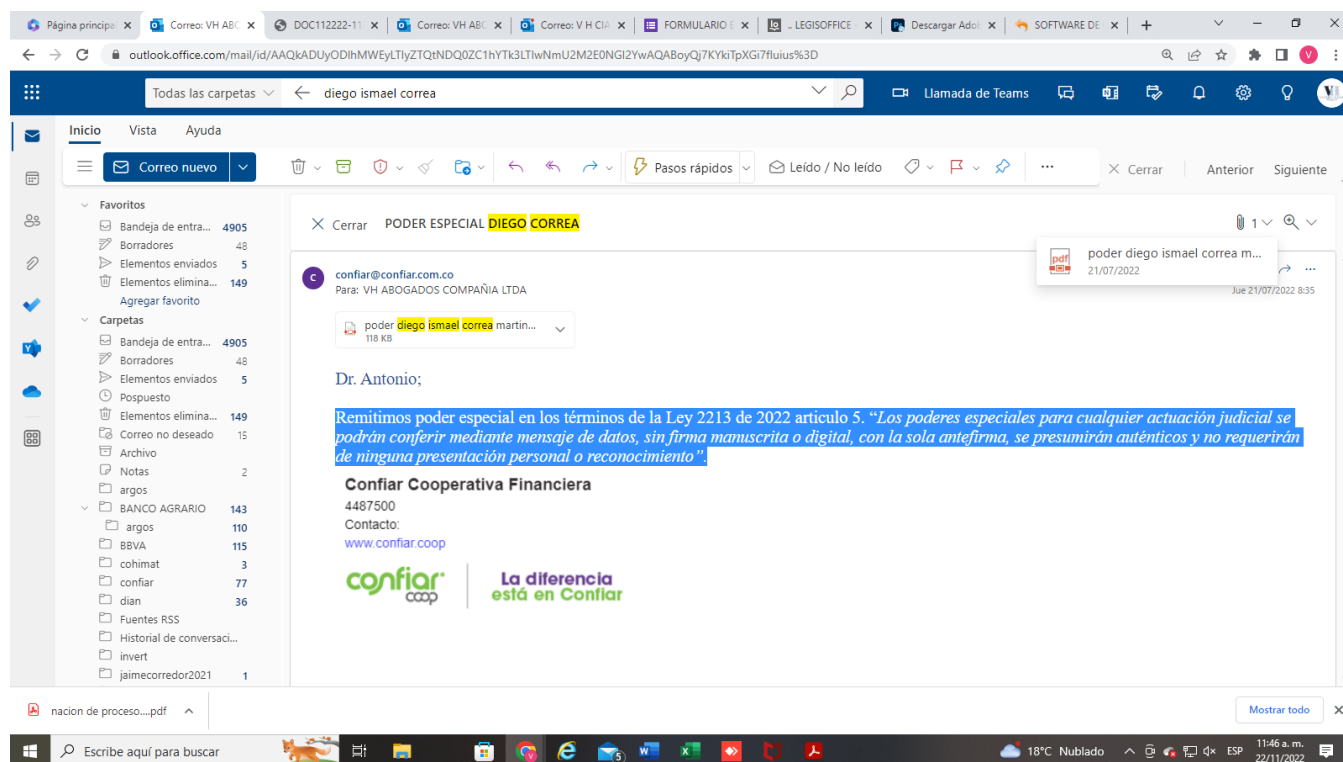 Página principa
Correo: VH ABC
DOC112222-11
Correo: VH ABC
Correo: V H CIA
FORMULARIO E
_ LEGISOFFICE -
Descargar Adob
SOFTWARE DE
outlook.office.com/mail/id/AAQkADUyODIhMWEyLTIyZTQtNDQ0ZC1hYTk3LTIwNmU2M2E0NGI2YwAQABoyQj7KYkiTpXGi7fluius%3D
V
Todas las carpetas
diego ismael correa
Llamada de Teams
Inicio Vista Ayuda
Correo nuevo
Pasos rápidos
Leído / No leído
...
Cerrar
Anterior Siguiente
Favoritos
Bandeja de entra... 4905
Borradores 48
Elementos enviados 5
Elementos elimina... 149
Agregar favorito
Carpetas
Bandeja de entra... 4905
Borradores 48
Elementos enviados 5
Pospuesto
Elementos elimina... 149
Correo no deseado 15
Archivo
Notas 2
argos
BANCO AGRARIO 143
argos 110
BBVA 115
cohimat 3
confiar 77
dian 36
Fuentes RSS
Historial de conversaci...
invert
jaimecorredor2021 1
Cerrar PODER ESPECIAL DIEGO CORREA
1
pdf
poder diego ismael correa m...
21/07/2022
C
confiar@confiar.com.co
Para: VH ABOGADOS COMPAÑIA LTDA
Jue 21/07/2022 8:35
poder diego ismael correa martin...
118 KB
Dr. Antonio;
Remitimos poder especial en los términos de la Ley 2213 de 2022 articulo 5. “Los poderes especiales para cualquier actuación judicial se
podrán conferir mediante mensaje de datos, sin firma manuscrita o digital, con la sola antefirma, se presumirán auténticos y no requerirán
de ninguna presentación personal o reconocimiento”.
Confiar Cooperativa Financiera
4487500
Contacto:
www.confiar.coop
confiar
coop
La diferencia
está en Confiar
nacion de proceso....pdf
Mostrar todo
Escribe aquí para buscar
5
18°C Nublado
ESP
11:46 a. m.
22/11/2022